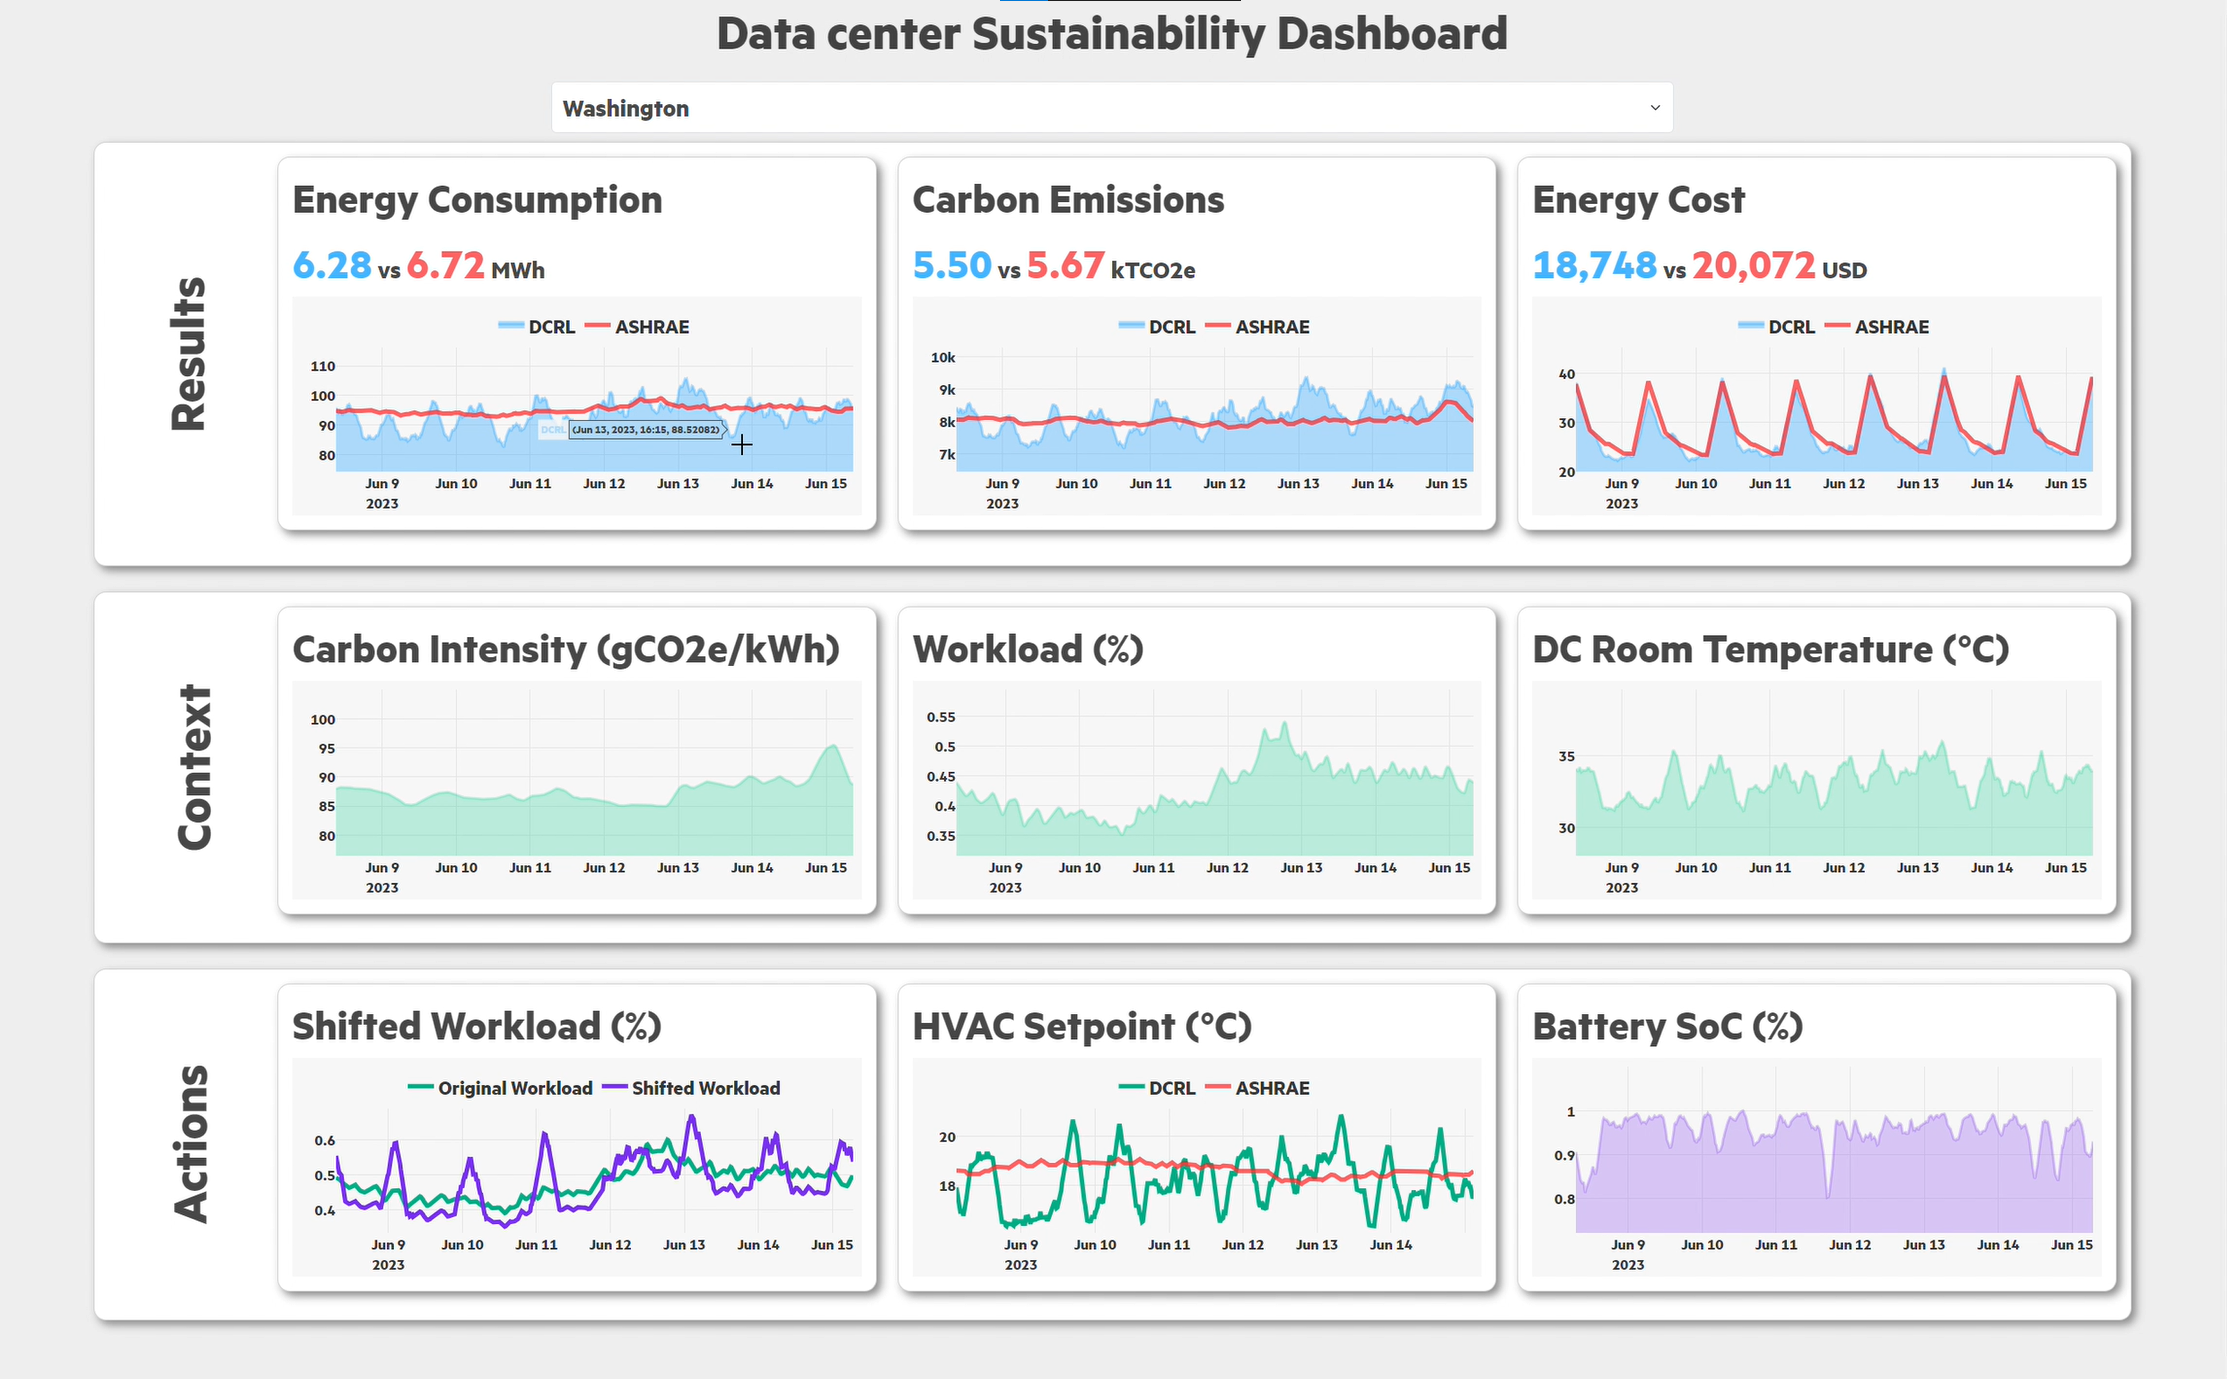 Data center Sustainability Dashboard
Washington
Results
Energy Consumption
6.28 vs 6.72 MWh
DCRL ASHRAE
110
100
90
80
DCRL (Jun 13, 2023, 16:15, 88.52082)
Jun 9 Jun 10 Jun 11 Jun 12 Jun 13 Jun 14 Jun 15
2023
Carbon Emissions
5.50 vs 5.67 kTCO2e
DCRL ASHRAE
10k
9k
8k
7k
Jun 9 Jun 10 Jun 11 Jun 12 Jun 13 Jun 14 Jun 15
2023
Energy Cost
18,748 vs 20,072 USD
DCRL ASHRAE
40
30
20
Jun 9 Jun 10 Jun 11 Jun 12 Jun 13 Jun 14 Jun 15
2023
Context
Carbon Intensity (gCO2e/kWh)
100
95
90
85
80
Jun 9 Jun 10 Jun 11 Jun 12 Jun 13 Jun 14 Jun 15
2023
Workload (%)
0.55
0.5
0.45
0.4
0.35
Jun 9 Jun 10 Jun 11 Jun 12 Jun 13 Jun 14 Jun 15
2023
DC Room Temperature (°C)
35
30
Jun 9 Jun 10 Jun 11 Jun 12 Jun 13 Jun 14 Jun 15
2023
Actions
Shifted Workload (%)
Original Workload Shifted Workload
0.6
0.5
0.4
Jun 9 Jun 10 Jun 11 Jun 12 Jun 13 Jun 14 Jun 15
2023
HVAC Setpoint (°C)
DCRL ASHRAE
20
18
Jun 9 Jun 10 Jun 11 Jun 12 Jun 13 Jun 14
2023
Battery SoC (%)
1
0.9
0.8
Jun 9 Jun 10 Jun 11 Jun 12 Jun 13 Jun 14 Jun 15
2023